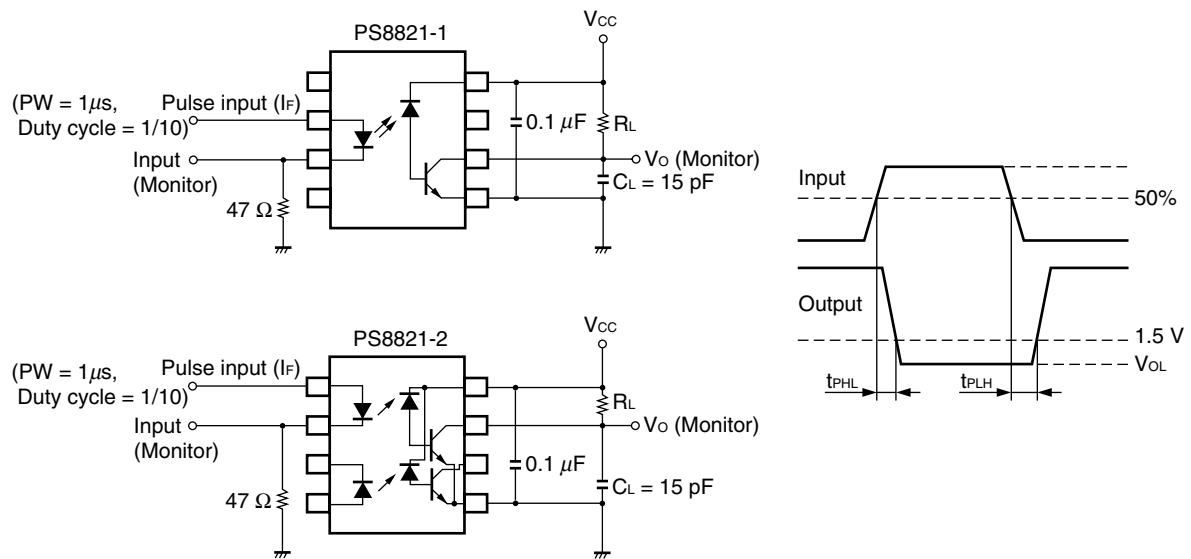 PS8821-1
VCC
(PW = 1μs,
Duty cycle = 1/10)
Pulse input (IF)
Input
(Monitor)
47 Ω
0.1 μF
RL
VO (Monitor)
CL = 15 pF
PS8821-2
VCC
(PW = 1μs,
Duty cycle = 1/10)
Pulse input (IF)
Input
(Monitor)
47 Ω
0.1 μF
RL
VO (Monitor)
CL = 15 pF
Input
50%
Output
1.5 V
VOL
tPHL
tPLH